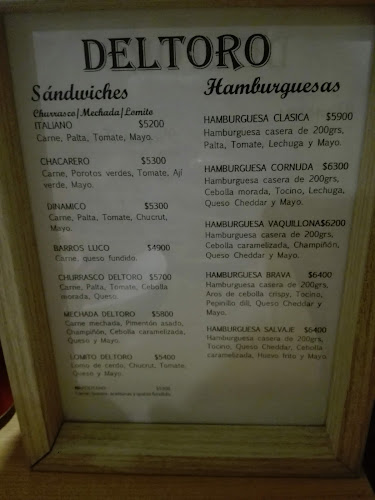 DELTORO
Sándwiches
Churrasco/Mechada/Lomite
ITALIANO $5200
Carne, Palta, Tomate, Mayo.
CHACARERO $5300
Carne, Porotos verdes, Tomate, Ají
verde, Mayo.
DINAMICO $5300
Carne, Palta, Tomate, Chucrut,
Mayo.
BARROS LUCO $4900
Carne, queso fundido.
CHURRASCO DELTORO $5700
Carne, Palta, Tomate, Cebolla
morada, Queso.
MECHADA DELTORO $5800
Carne mechada, Pimentón asado,
Champiñón, Cebolla caramelizada,
Queso y Mayo.
LOMITO DELTORO $5400
Lomo de cerdo, Chucrut, Tomate,
Queso y Mayo.
Hamburguesas
HAMBURGUESA CLASICA $5900
Hamburguesa casera de 200grs,
Palta, Tomate, Lechuga y Mayo.
HAMBURGUESA CORNUDA $6300
Hamburguesa casera de 200grs,
Cebolla morada, Tocino, Lechuga,
Queso Cheddar y Mayo.
HAMBURGUESA VAQUILLONA$6200
Hamburguesa casera de 200grs,
Cebolla caramelizada, Champiñón,
Queso Cheddar y Mayo.
HAMBURGUESA BRAVA $6400
Hamburguesa casera de 200grs,
Aros de cebolla crispy, Tocino,
Pepinillo dill, Queso Cheddar y
Mayo.
HAMBURGUESA SALVAJE $6400
Hamburguesa casera de 200grs,
Tocino, Queso Cheddar, Cebolla
caramelizada, Huevo frito y Mayo